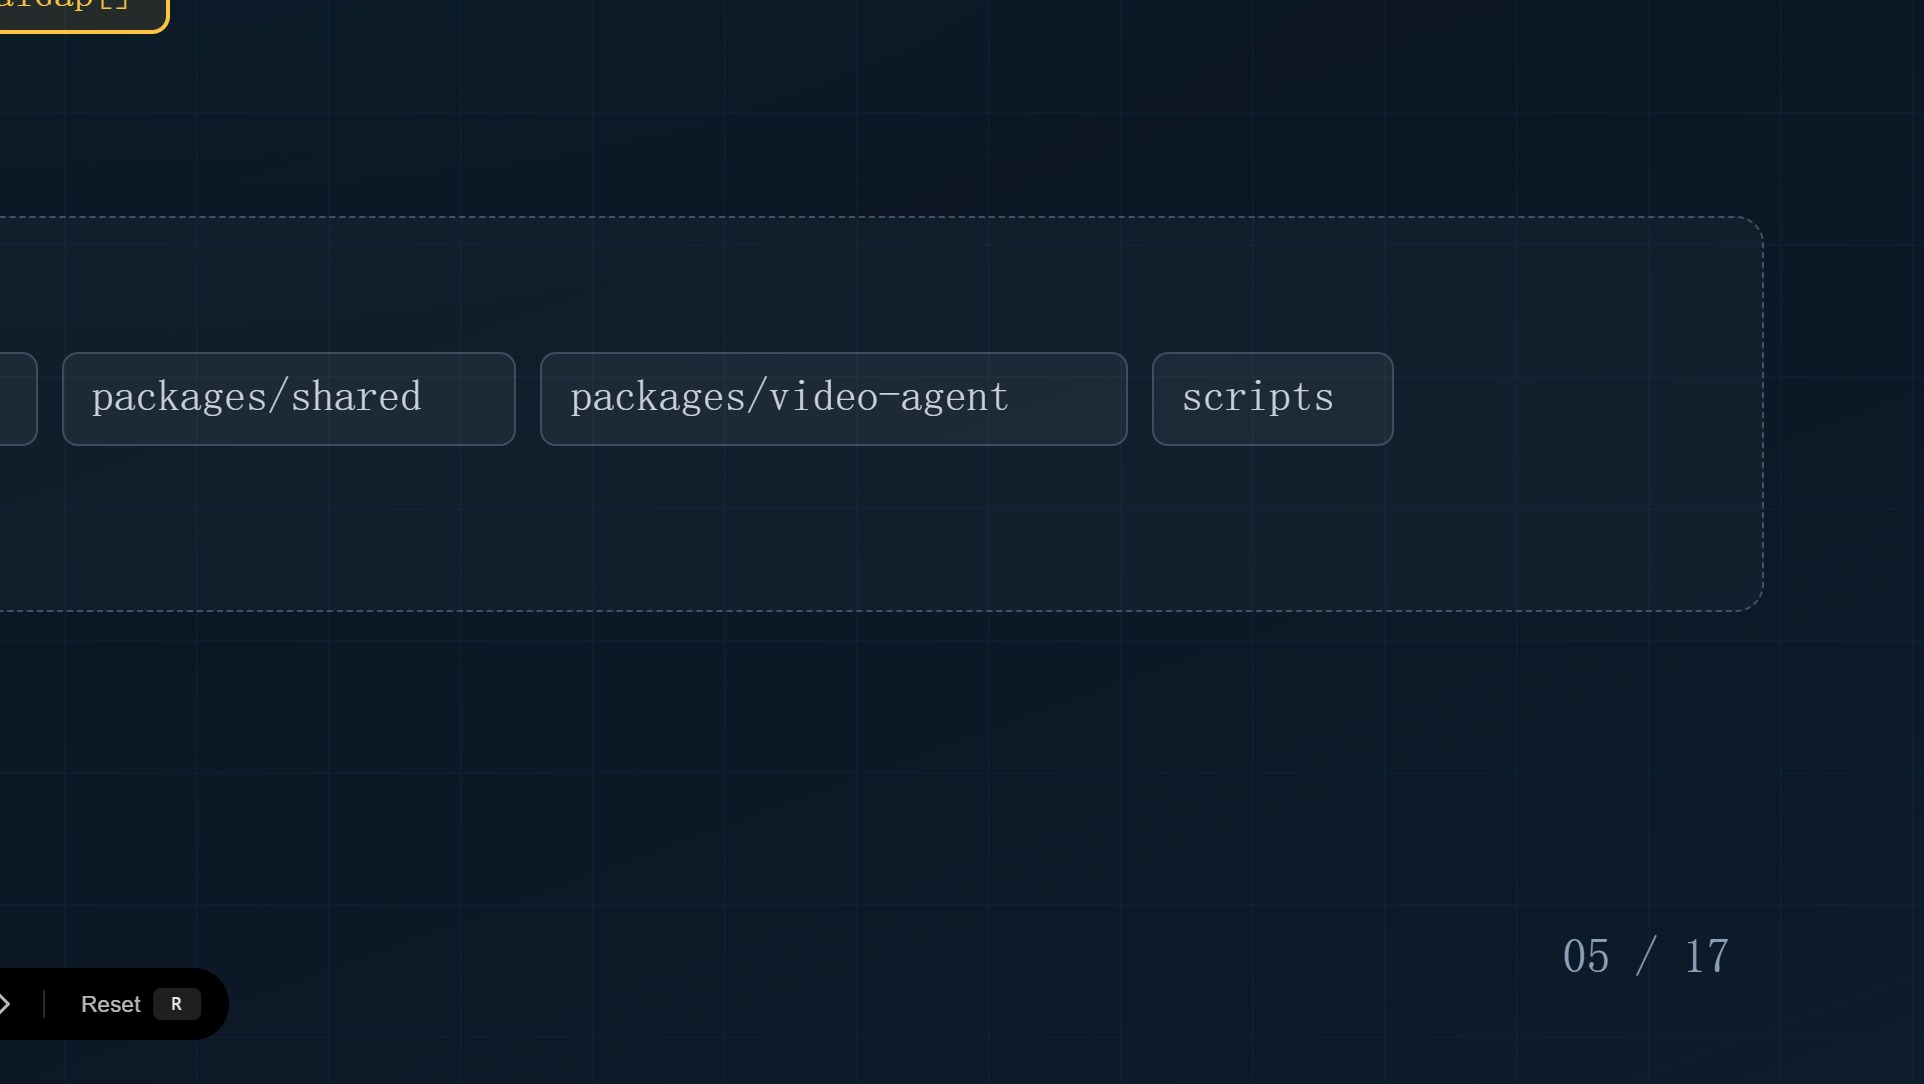 packages/shared
packages/video-agent
scripts
05 / 17
Reset R